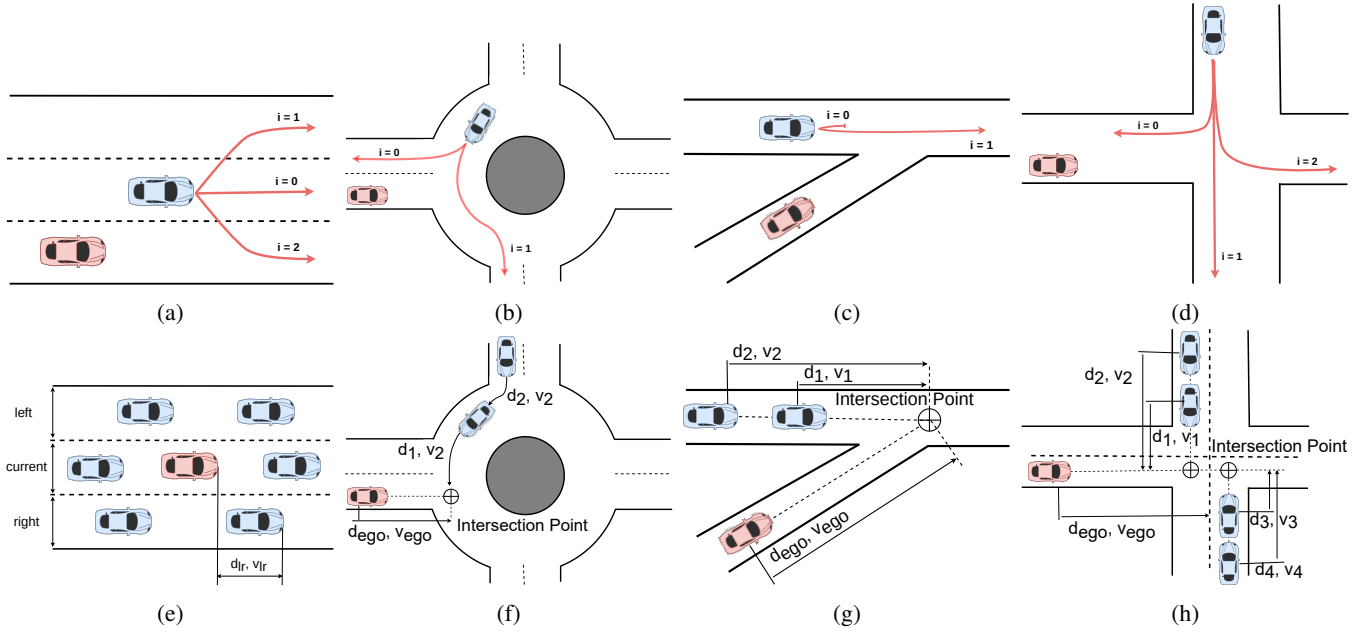 i = 1
i = 0
i = 2
(a)
i = 0
i = 1
(b)
i = 0
i = 1
(c)
i = 0
i = 2
i = 1
(d)
left
current
right
dlr, vlr
(e)
d2, v2
d1, v2
Intersection Point
dego, vego
(f)
d2, v2
d1, v1
Intersection Point
dego, vego
(g)
d2, v2
d1, v1
Intersection Point
dego, vego
d3, v3
d4, v4
(h)